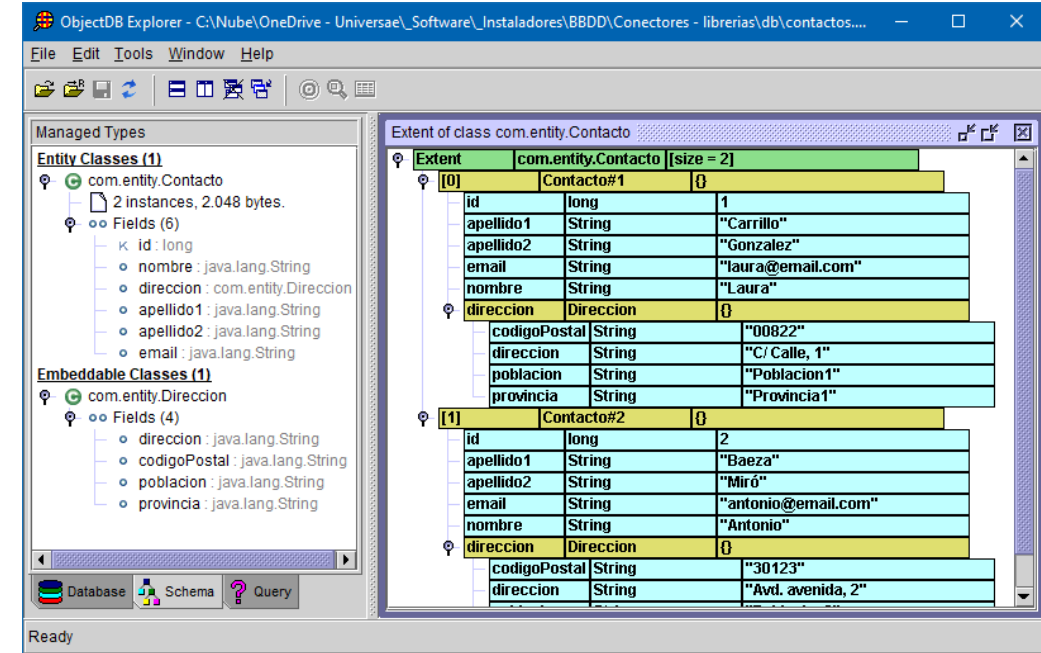 ObjectDB Explorer - C:\Nube\OneDrive - Universae\_Software\_Instaladores\BBDD\Conectores - librerias\db\contactos....
File Edit Tools Window Help
Managed Types
Entity Classes (1)
com.entity.Contacto
2 instances, 2.048 bytes.
Fields (6)
id : long
nombre : java.lang.String
direccion : com.entity.Direccion
apellido1 : java.lang.String
apellido2 : java.lang.String
email : java.lang.String
Embeddable Classes (1)
com.entity.Direccion
Fields (4)
direccion : java.lang.String
codigoPostal : java.lang.String
poblacion : java.lang.String
provincia : java.lang.String
Database Schema Query
Extent of class com.entity.Contacto
Extent com.entity.Contacto [size = 2]
[0] Contacto#1 {}
id long 1
apellido1 String "Carrillo"
apellido2 String "Gonzalez"
email String "laura@email.com"
nombre String "Laura"
direccion Direccion {}
codigoPostal String "00822"
direccion String "C/ Calle, 1"
poblacion String "Poblacion1"
provincia String "Provincia1"
[1] Contacto#2 {}
id long 2
apellido1 String "Baeza"
apellido2 String "Miró"
email String "antonio@email.com"
nombre String "Antonio"
direccion Direccion {}
codigoPostal String "30123"
direccion String "Avd. avenida, 2"
Ready